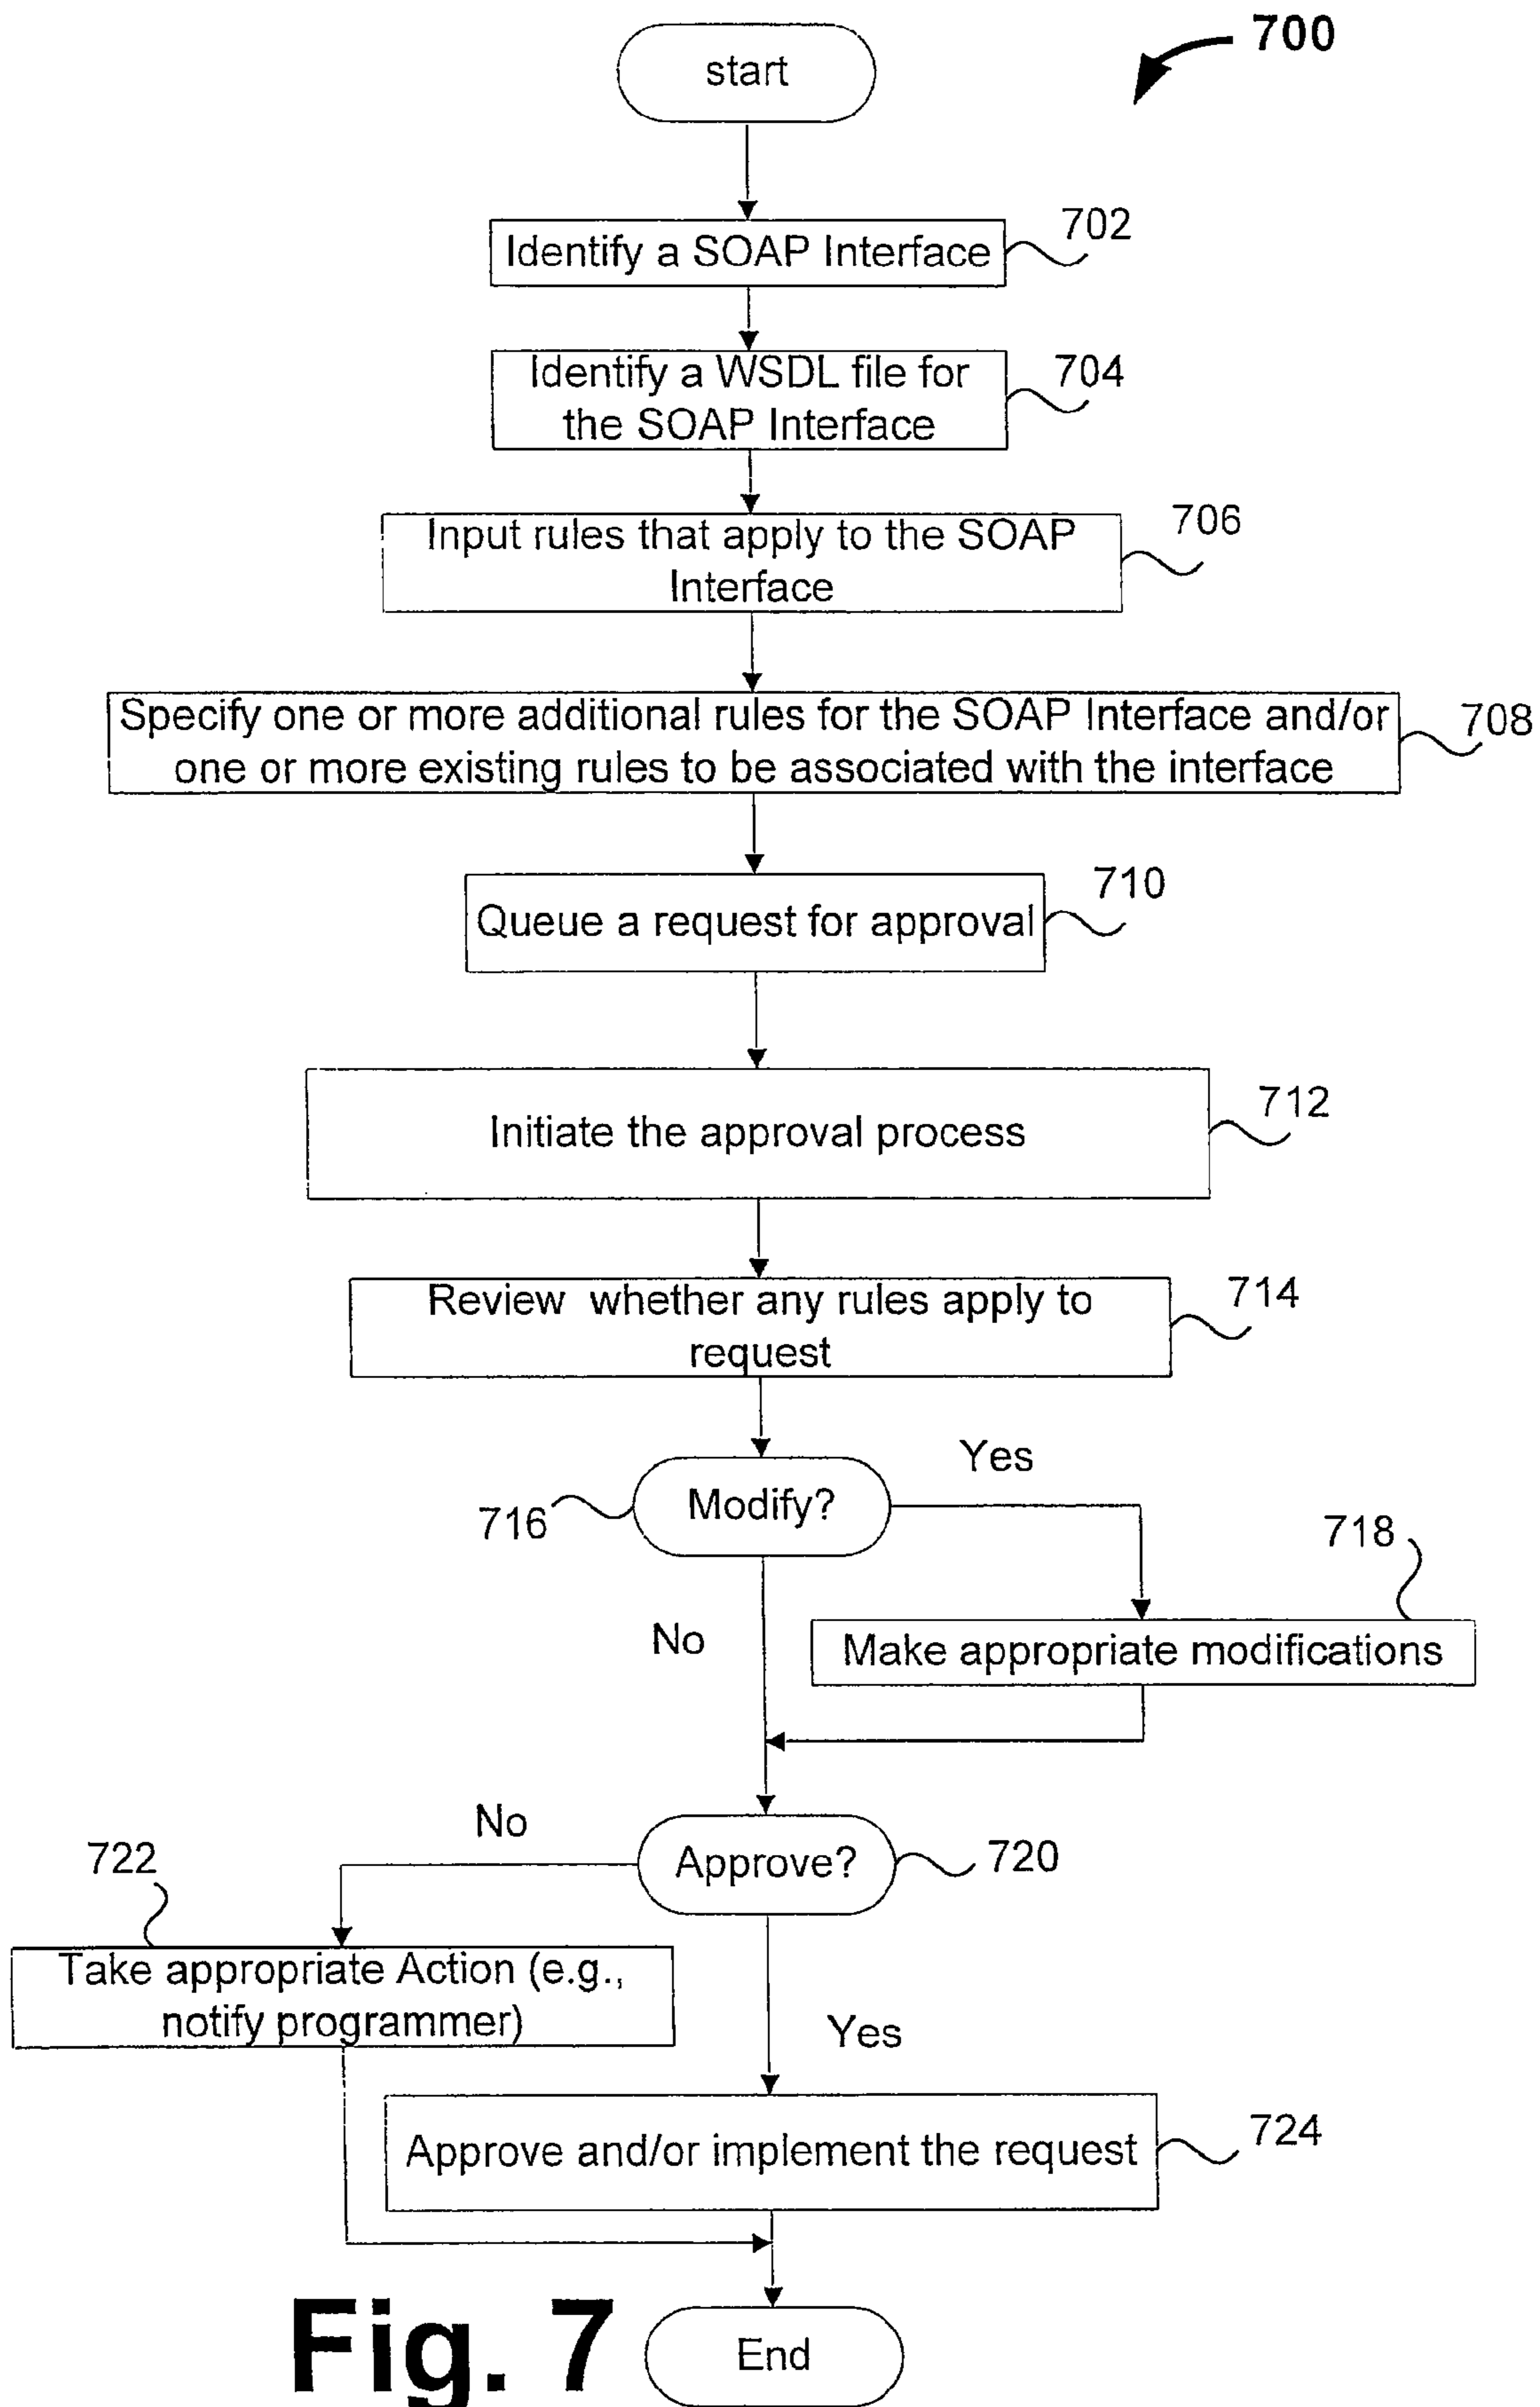 700
start
702
Identify a SOAP Interface
704
Identify a WSDL file for
the SOAP Interface
706
Input rules that apply to the SOAP
Interface
708
Specify one or more additional rules for the SOAP Interface and/or
one or more existing rules to be associated with the interface
710
Queue a request for approval
712
Initiate the approval process
714
Review whether any rules apply to
request
Yes
716
Modify?
718
No
Make appropriate modifications
No
722
Approve?
720
Take appropriate Action (e.g.,
notify programmer)
Yes
724
Approve and/or implement the request
Fig. 7
End